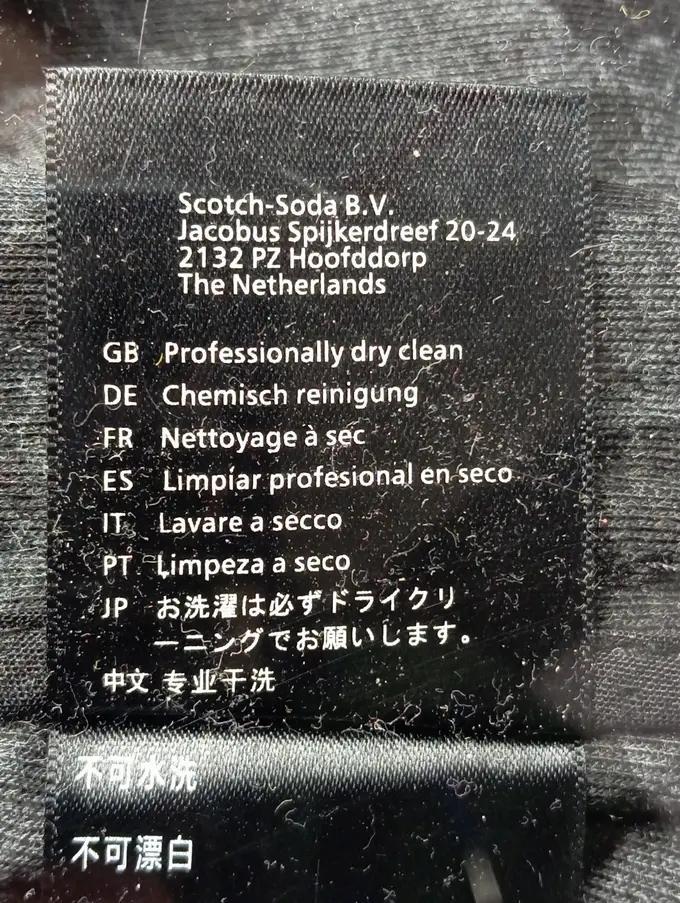 Scotch-Soda B.V.
Jacobus Spijkerdreef 20-24
2132 PZ Hoofddorp
The Netherlands
GB Professionally dry clean
DE Chemisch reinigung
FR Nettoyage à sec
ES Limpiar profesional en seco
IT Lavare a secco
PT Limpeza a seco
JP お洗濯は必ずドライクリ
ーニングでお願いします。
中文 专业干洗
不可水洗
不可漂白